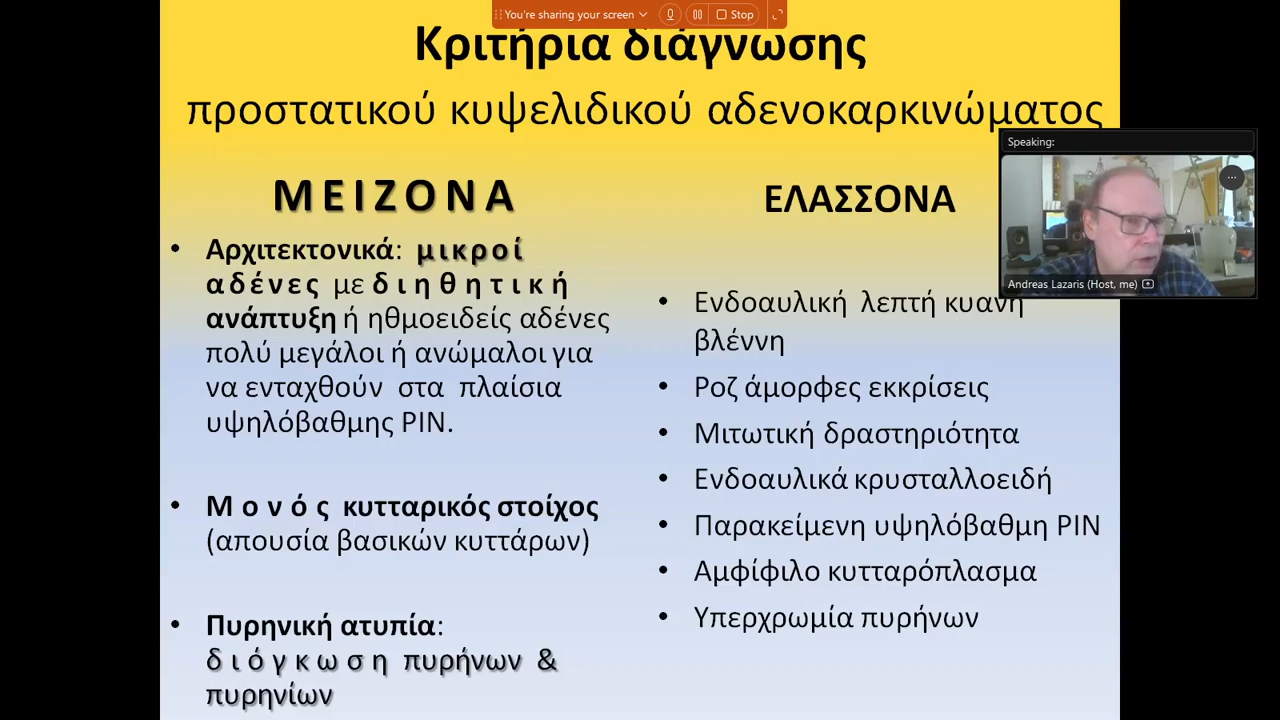 You're sharing your screen
Stop
Κριτήρια διάγνωσης
προστατικού κυψελιδικού αδενοκαρκινώματος
Speaking:
Andreas Lazaris (Host, me)
ΜΕΙΖΟΝΑ
• Αρχιτεκτονικά: μικροί
αδένες με διηθητική
ανάπτυξη ή ηθμοειδείς αδένες
πολύ μεγάλοι ή ανώμαλοι για
να ενταχθούν στα πλαίσια
υψηλόβαθμης PIN.
• Μονός κυτταρικός στοίχος
(απουσία βασικών κυττάρων)
• Πυρηνική ατυπία:
διόγκωση πυρήνων &
πυρηνίων
ΕΛΑΣΣΟΝΑ
• Ενδοαυλική λεπτή κυανή
βλέννη
• Ροζ άμορφες εκκρίσεις
• Μιτωτική δραστηριότητα
• Ενδοαυλικά κρυσταλλοειδή
• Παρακείμενη υψηλόβαθμη PIN
• Αμφίφιλο κυτταρόπλασμα
• Υπερχρωμία πυρήνων